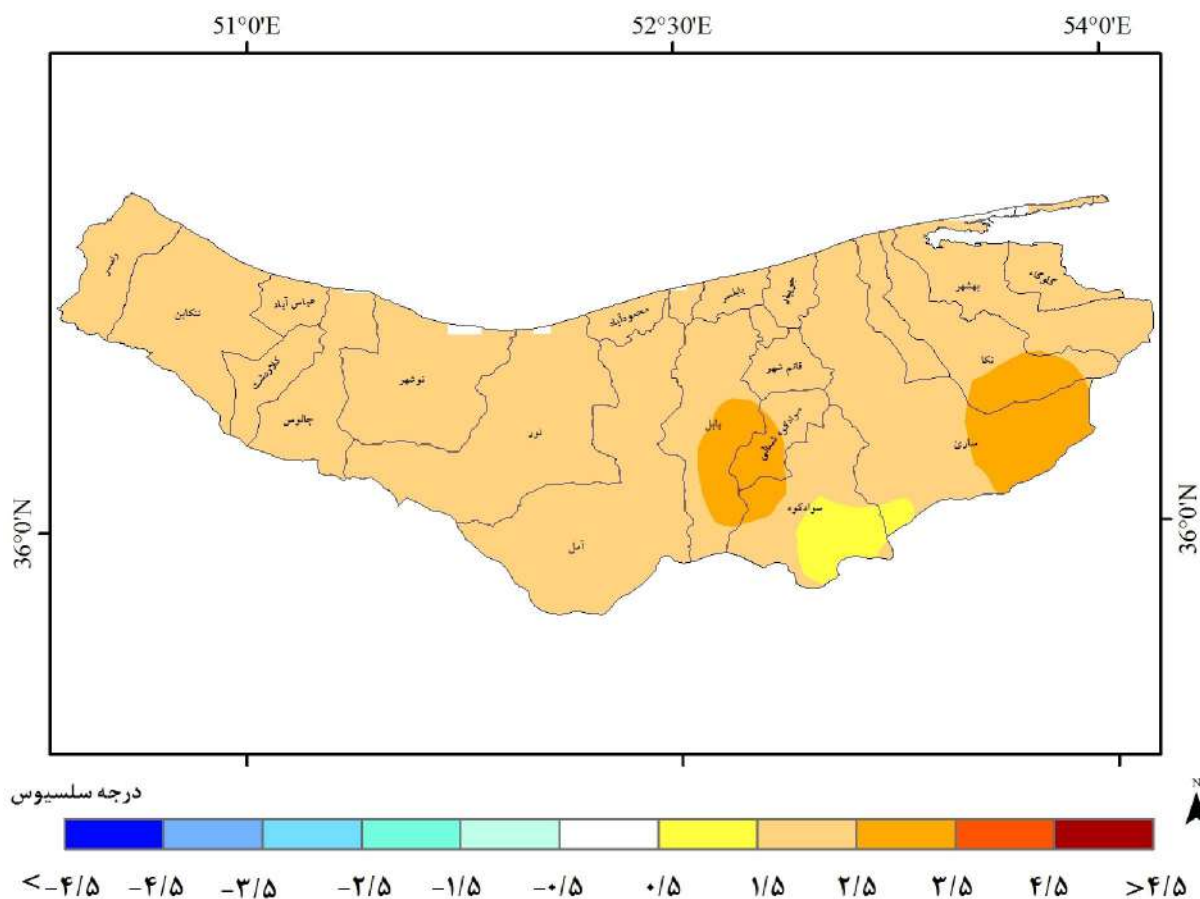 51°0'E 52°30'E 54°0'E
رامسر
تنکابن
عباس آباد
کلاردشت
چالوس
نوشهر
نور
آمل
محمودآباد
بابلسر
جویبار
قائم شهر
بابل
سوادکوه
ساری
نکا
بهشهر
گلوگاه
36°0'N 36°0'N
درجه سلسیوس
N
<-۴/۵ -۴/۵ -۳/۵ -۲/۵ -۱/۵ -۰/۵ ۰/۵ ۱/۵ ۲/۵ ۳/۵ ۴/۵ >۴/۵